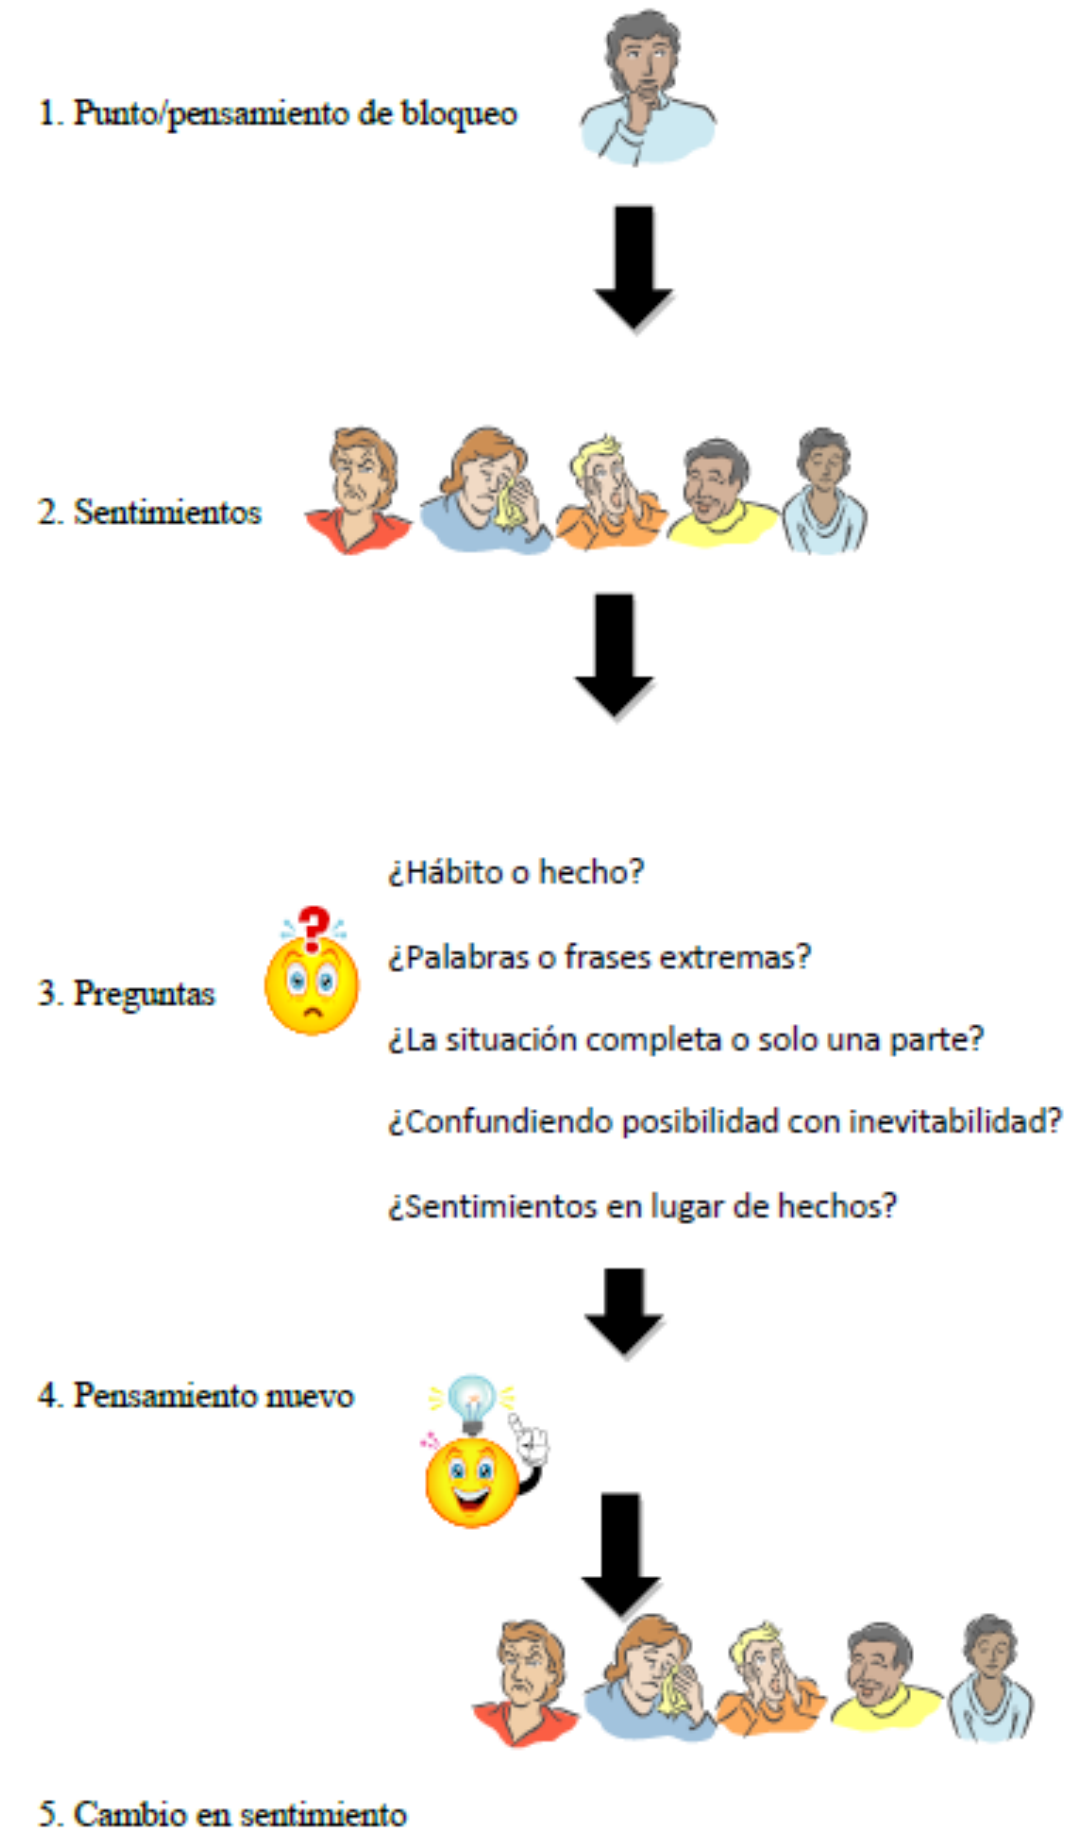 1. Punto/pensamiento de bloqueo
2. Sentimientos
3. Preguntas
¿Hábito o hecho?
¿Palabras o frases extremas?
¿La situación completa o solo una parte?
¿Confundiendo posibilidad con inevitabilidad?
¿Sentimientos en lugar de hechos?
4. Pensamiento nuevo
5. Cambio en sentimiento